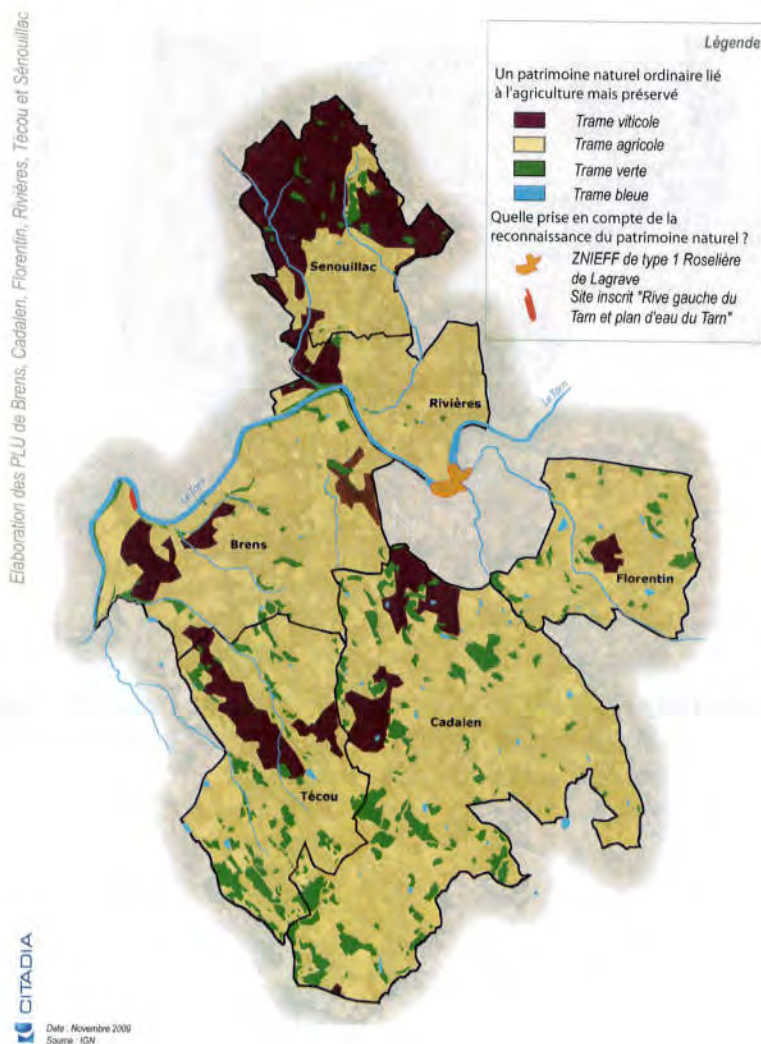 Elaboration des PLU de Brens, Cadalen, Florentin, Rivières, Técou et Sénouillac
Légende
Un patrimoine naturel ordinaire lié
à l'agriculture mais préservé
Trame viticole
Trame agricole
Trame verte
Trame bleue
Quelle prise en compte de la
reconnaissance du patrimoine naturel ?
ZNIEFF de type 1 Roselière
de Lagrave
Site inscrit "Rive gauche du
Tarn et plan d'eau du Tarn"
Senouillac
Rivières
Le Tarn
Le Tarn
Brens
Florentin
Cadalen
Técou
CITADIA
Date : Novembre 2009
Source : IGN